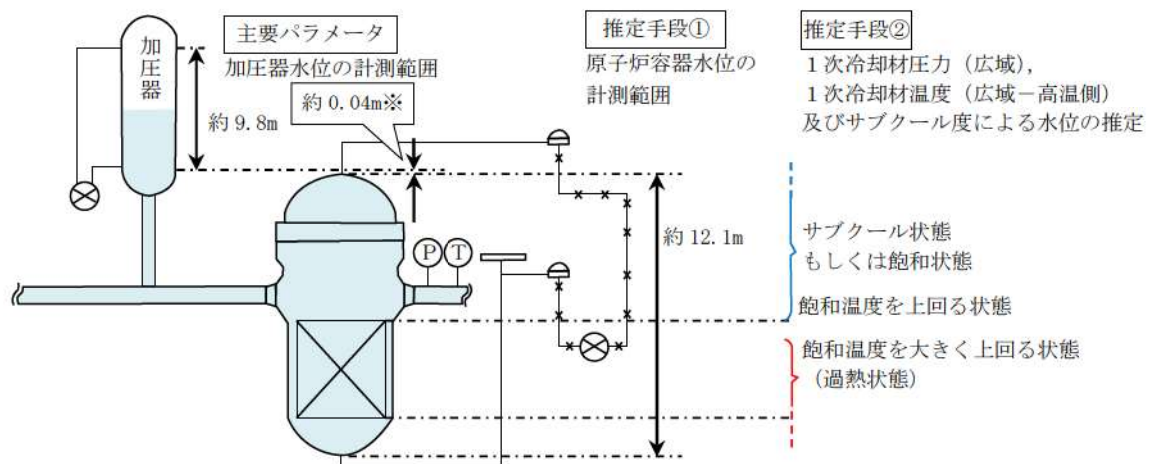 加圧器
約 9.8m
主要パラメータ
加圧器水位の計測範囲
約 0.04m※
P
T
推定手段①
原子炉容器水位の
計測範囲
約 12.1m
推定手段②
１次冷却材圧力（広域），
１次冷却材温度（広域－高温側）
及びサブクール度による水位の推定
サブクール状態
もしくは飽和状態
飽和温度を上回る状態
飽和温度を大きく上回る状態
（過熱状態）